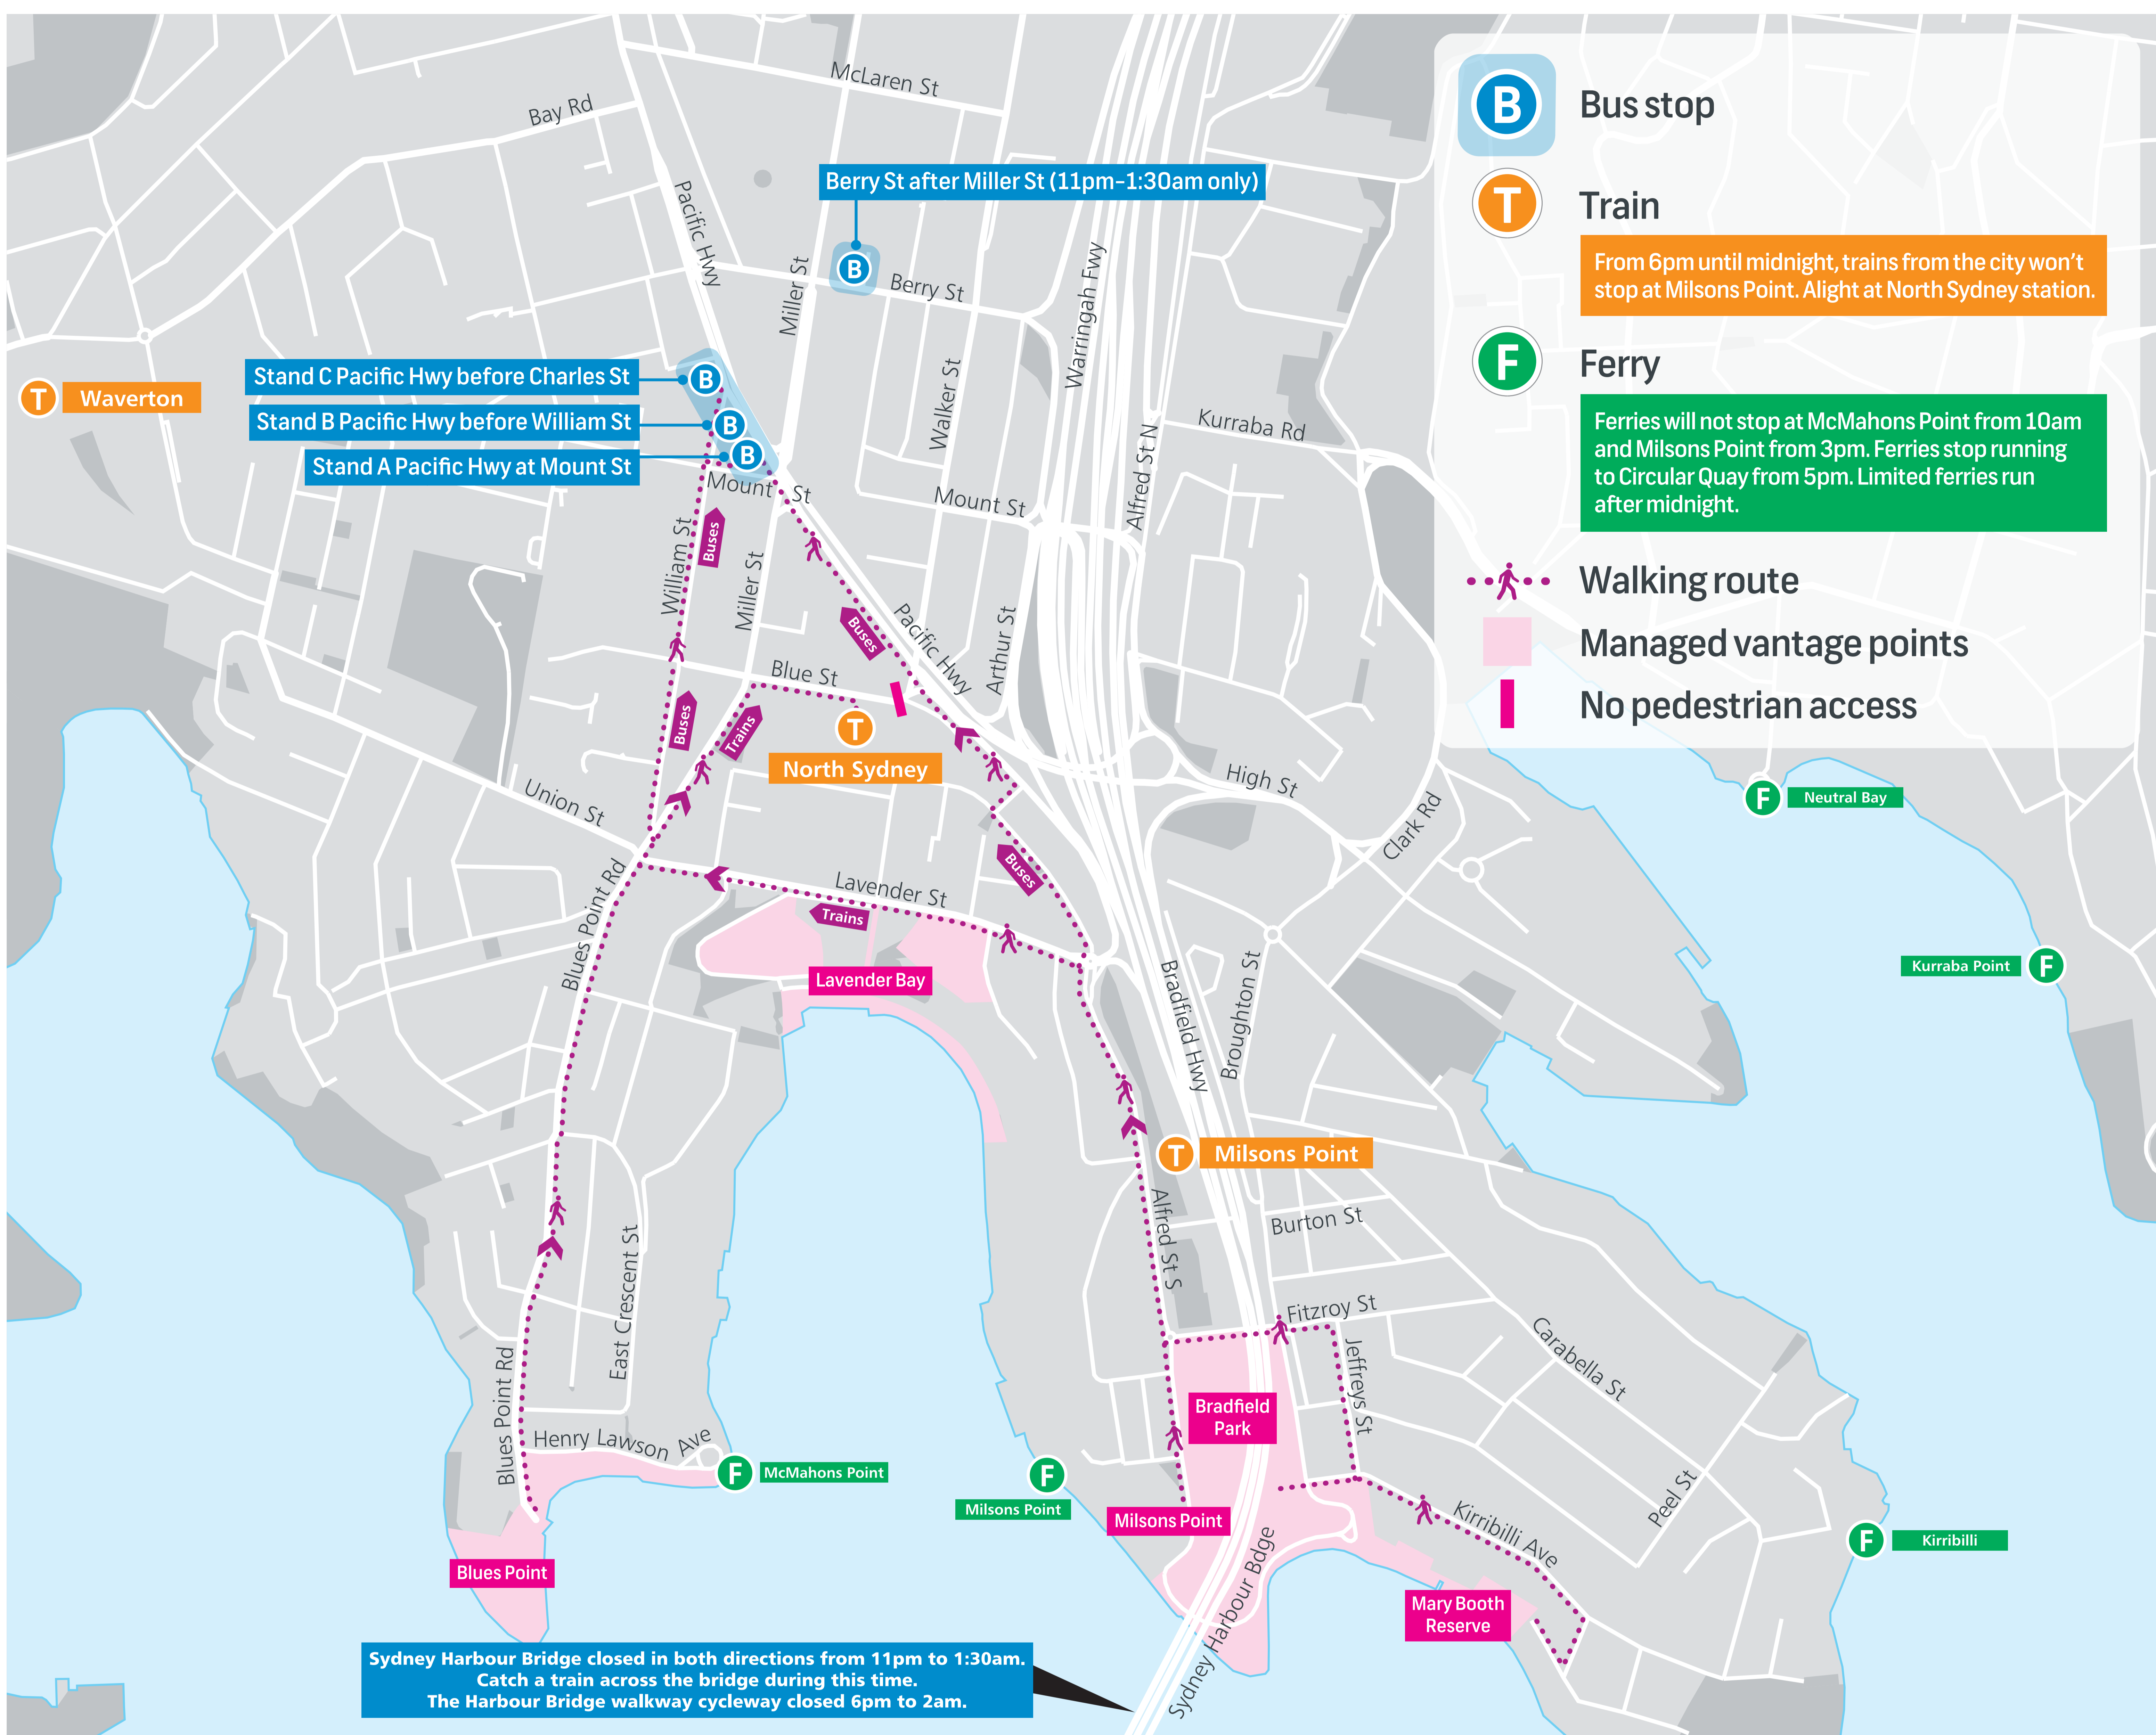 McLaren St
Bay Rd
Pacific Hwy
Berry St after Miller St (11pm-1:30am only)
B
Miller St
Berry St
Warringah Fwy
Stand C Pacific Hwy before Charles St
B
Stand B Pacific Hwy before William St
B
Stand A Pacific Hwy at Mount St
B
T
Waverton
Walker St
Kurraba Rd
Alfred St N
Mount St
Mount St
Buses
William St
Miller St
Buses
Pacific Hwy
Arthur St
Blue St
Buses
Trains
T
North Sydney
Union St
High St
Clark Rd
Buses
Blues Point Rd
Lavender St
Trains
Lavender Bay
Bradfield Hwy
Broughton St
T
Milsons Point
Alfred St S
Burton St
East Crescent St
Fitzroy St
Jeffreys St
Carabella St
Bradfield
Park
Blues Point Rd
Henry Lawson Ave
F
McMahons Point
F
Milsons Point
Milsons Point
Kirribilli Ave
Peel St
F
Kirribilli
Blues Point
Mary Booth
Reserve
Sydney Harbour Bdge
Sydney Harbour Bridge closed in both directions from 11pm to 1:30am.
Catch a train across the bridge during this time.
The Harbour Bridge walkway cycleway closed 6pm to 2am.
F
Neutral Bay
Kurraba Point
F
B
Bus stop
T
Train
From 6pm until midnight, trains from the city won't
stop at Milsons Point. Alight at North Sydney station.
F
Ferry
Ferries will not stop at McMahons Point from 10am
and Milsons Point from 3pm. Ferries stop running
to Circular Quay from 5pm. Limited ferries run
after midnight.
Walking route
Managed vantage points
No pedestrian access